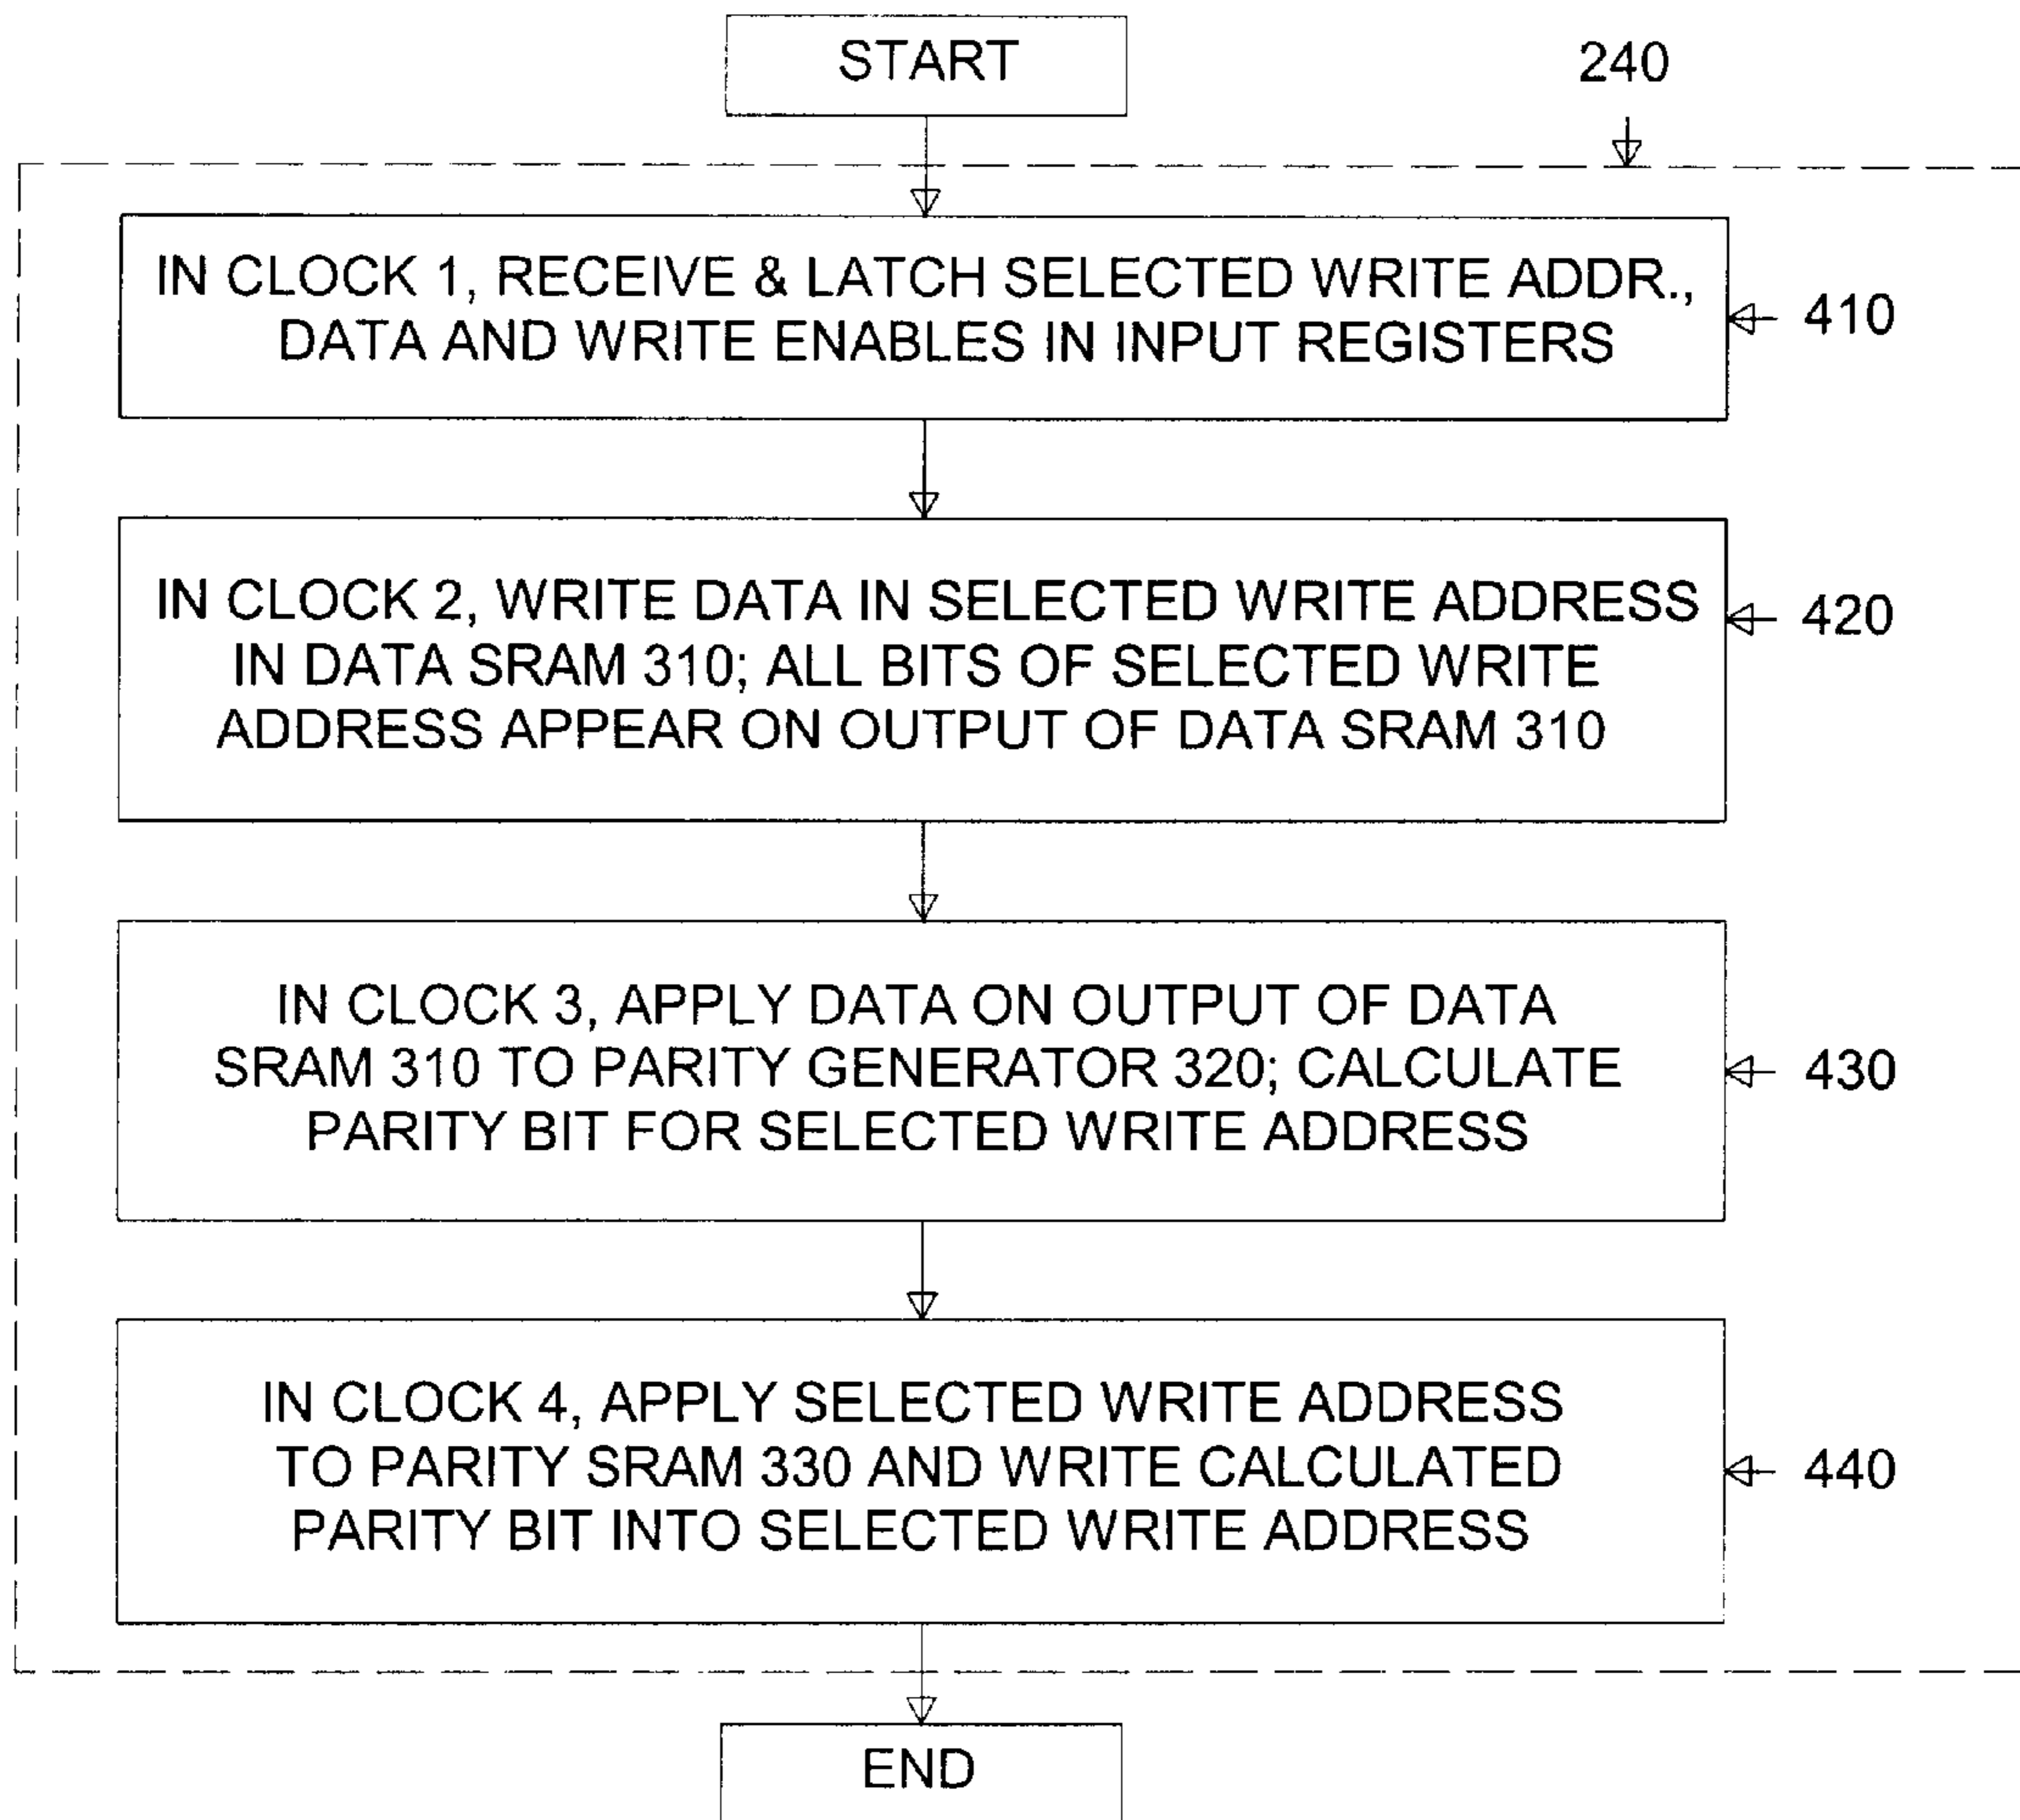 START
240
IN CLOCK 1, RECEIVE & LATCH SELECTED WRITE ADDR.,
DATA AND WRITE ENABLES IN INPUT REGISTERS
410
IN CLOCK 2, WRITE DATA IN SELECTED WRITE ADDRESS
IN DATA SRAM 310; ALL BITS OF SELECTED WRITE
ADDRESS APPEAR ON OUTPUT OF DATA SRAM 310
420
IN CLOCK 3, APPLY DATA ON OUTPUT OF DATA
SRAM 310 TO PARITY GENERATOR 320; CALCULATE
PARITY BIT FOR SELECTED WRITE ADDRESS
430
IN CLOCK 4, APPLY SELECTED WRITE ADDRESS
TO PARITY SRAM 330 AND WRITE CALCULATED
PARITY BIT INTO SELECTED WRITE ADDRESS
440
END